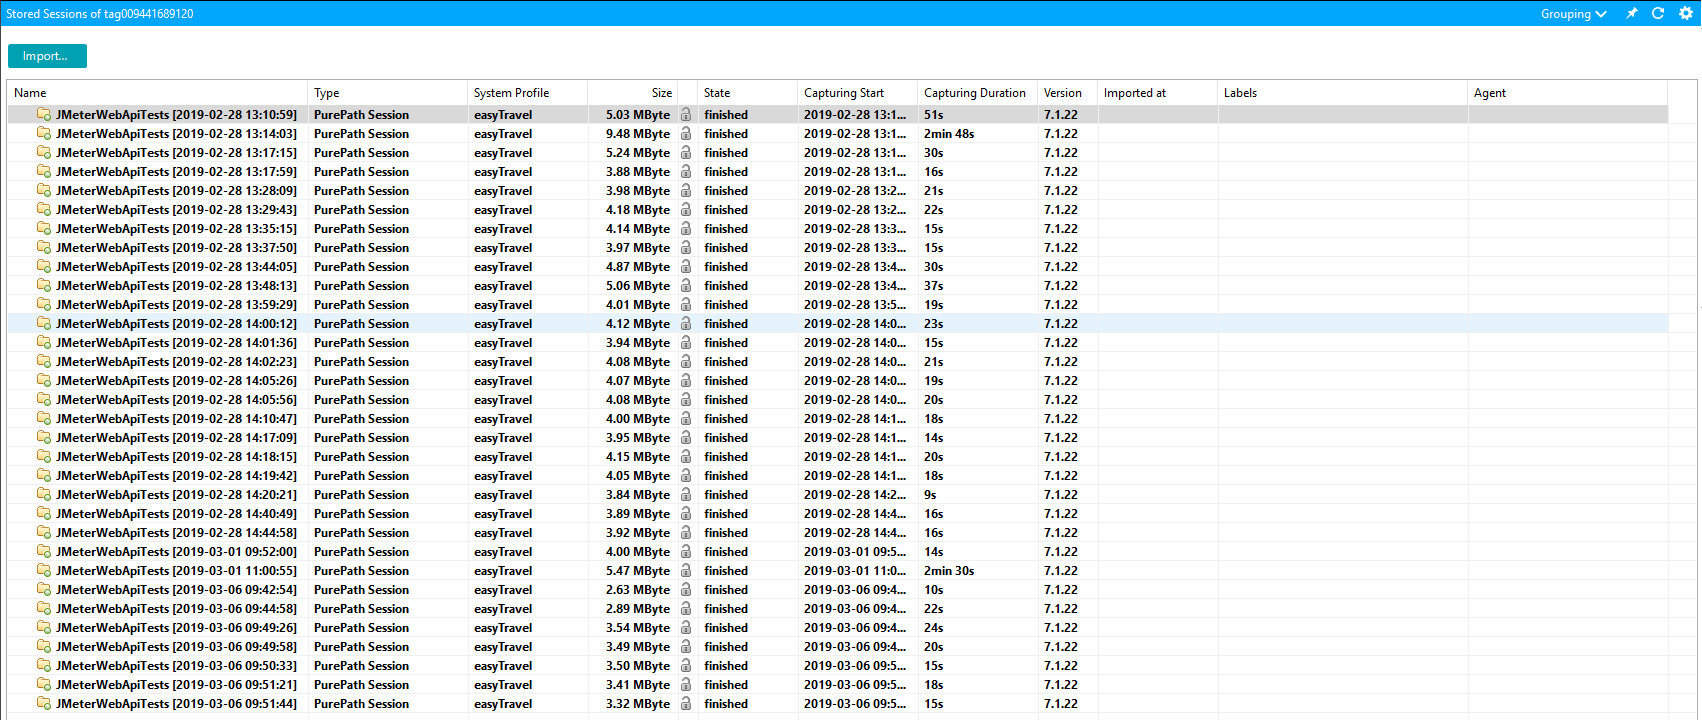 Stored Sessions of tag009441689120 Grouping
Import...
Name Type System Profile Size State Capturing Start Capturing Duration Version Imported at Labels Agent
JMeterWebApiTests [2019-02-28 13:10:59] PurePath Session easyTravel 5.03 MByte finished 2019-02-28 13:1... 51s 7.1.22
JMeterWebApiTests [2019-02-28 13:14:03] PurePath Session easyTravel 9.48 MByte finished 2019-02-28 13:1... 2min 48s 7.1.22
JMeterWebApiTests [2019-02-28 13:17:15] PurePath Session easyTravel 5.24 MByte finished 2019-02-28 13:1... 30s 7.1.22
JMeterWebApiTests [2019-02-28 13:17:59] PurePath Session easyTravel 3.88 MByte finished 2019-02-28 13:1... 16s 7.1.22
JMeterWebApiTests [2019-02-28 13:28:09] PurePath Session easyTravel 3.98 MByte finished 2019-02-28 13:2... 21s 7.1.22
JMeterWebApiTests [2019-02-28 13:29:43] PurePath Session easyTravel 4.18 MByte finished 2019-02-28 13:2... 22s 7.1.22
JMeterWebApiTests [2019-02-28 13:35:15] PurePath Session easyTravel 4.14 MByte finished 2019-02-28 13:3... 15s 7.1.22
JMeterWebApiTests [2019-02-28 13:37:50] PurePath Session easyTravel 3.97 MByte finished 2019-02-28 13:3... 15s 7.1.22
JMeterWebApiTests [2019-02-28 13:44:05] PurePath Session easyTravel 4.87 MByte finished 2019-02-28 13:4... 30s 7.1.22
JMeterWebApiTests [2019-02-28 13:48:13] PurePath Session easyTravel 5.06 MByte finished 2019-02-28 13:4... 37s 7.1.22
JMeterWebApiTests [2019-02-28 13:59:29] PurePath Session easyTravel 4.01 MByte finished 2019-02-28 13:5... 19s 7.1.22
JMeterWebApiTests [2019-02-28 14:00:12] PurePath Session easyTravel 4.12 MByte finished 2019-02-28 14:0... 23s 7.1.22
JMeterWebApiTests [2019-02-28 14:01:36] PurePath Session easyTravel 3.94 MByte finished 2019-02-28 14:0... 15s 7.1.22
JMeterWebApiTests [2019-02-28 14:02:23] PurePath Session easyTravel 4.08 MByte finished 2019-02-28 14:0... 21s 7.1.22
JMeterWebApiTests [2019-02-28 14:05:26] PurePath Session easyTravel 4.07 MByte finished 2019-02-28 14:0... 19s 7.1.22
JMeterWebApiTests [2019-02-28 14:05:56] PurePath Session easyTravel 4.08 MByte finished 2019-02-28 14:0... 20s 7.1.22
JMeterWebApiTests [2019-02-28 14:10:47] PurePath Session easyTravel 4.00 MByte finished 2019-02-28 14:1... 18s 7.1.22
JMeterWebApiTests [2019-02-28 14:17:09] PurePath Session easyTravel 3.95 MByte finished 2019-02-28 14:1... 14s 7.1.22
JMeterWebApiTests [2019-02-28 14:18:15] PurePath Session easyTravel 4.15 MByte finished 2019-02-28 14:1... 20s 7.1.22
JMeterWebApiTests [2019-02-28 14:19:42] PurePath Session easyTravel 4.05 MByte finished 2019-02-28 14:1... 18s 7.1.22
JMeterWebApiTests [2019-02-28 14:20:21] PurePath Session easyTravel 3.84 MByte finished 2019-02-28 14:2... 9s 7.1.22
JMeterWebApiTests [2019-02-28 14:40:49] PurePath Session easyTravel 3.89 MByte finished 2019-02-28 14:4... 16s 7.1.22
JMeterWebApiTests [2019-02-28 14:44:58] PurePath Session easyTravel 3.92 MByte finished 2019-02-28 14:4... 16s 7.1.22
JMeterWebApiTests [2019-03-01 09:52:00] PurePath Session easyTravel 4.00 MByte finished 2019-03-01 09:5... 14s 7.1.22
JMeterWebApiTests [2019-03-01 11:00:55] PurePath Session easyTravel 5.47 MByte finished 2019-03-01 11:0... 2min 30s 7.1.22
JMeterWebApiTests [2019-03-06 09:42:54] PurePath Session easyTravel 2.63 MByte finished 2019-03-06 09:4... 10s 7.1.22
JMeterWebApiTests [2019-03-06 09:44:58] PurePath Session easyTravel 2.89 MByte finished 2019-03-06 09:4... 22s 7.1.22
JMeterWebApiTests [2019-03-06 09:49:26] PurePath Session easyTravel 3.54 MByte finished 2019-03-06 09:4... 24s 7.1.22
JMeterWebApiTests [2019-03-06 09:49:58] PurePath Session easyTravel 3.49 MByte finished 2019-03-06 09:4... 20s 7.1.22
JMeterWebApiTests [2019-03-06 09:50:33] PurePath Session easyTravel 3.50 MByte finished 2019-03-06 09:5... 15s 7.1.22
JMeterWebApiTests [2019-03-06 09:51:21] PurePath Session easyTravel 3.41 MByte finished 2019-03-06 09:5... 18s 7.1.22
JMeterWebApiTests [2019-03-06 09:51:44] PurePath Session easyTravel 3.32 MByte finished 2019-03-06 09:5... 15s 7.1.22